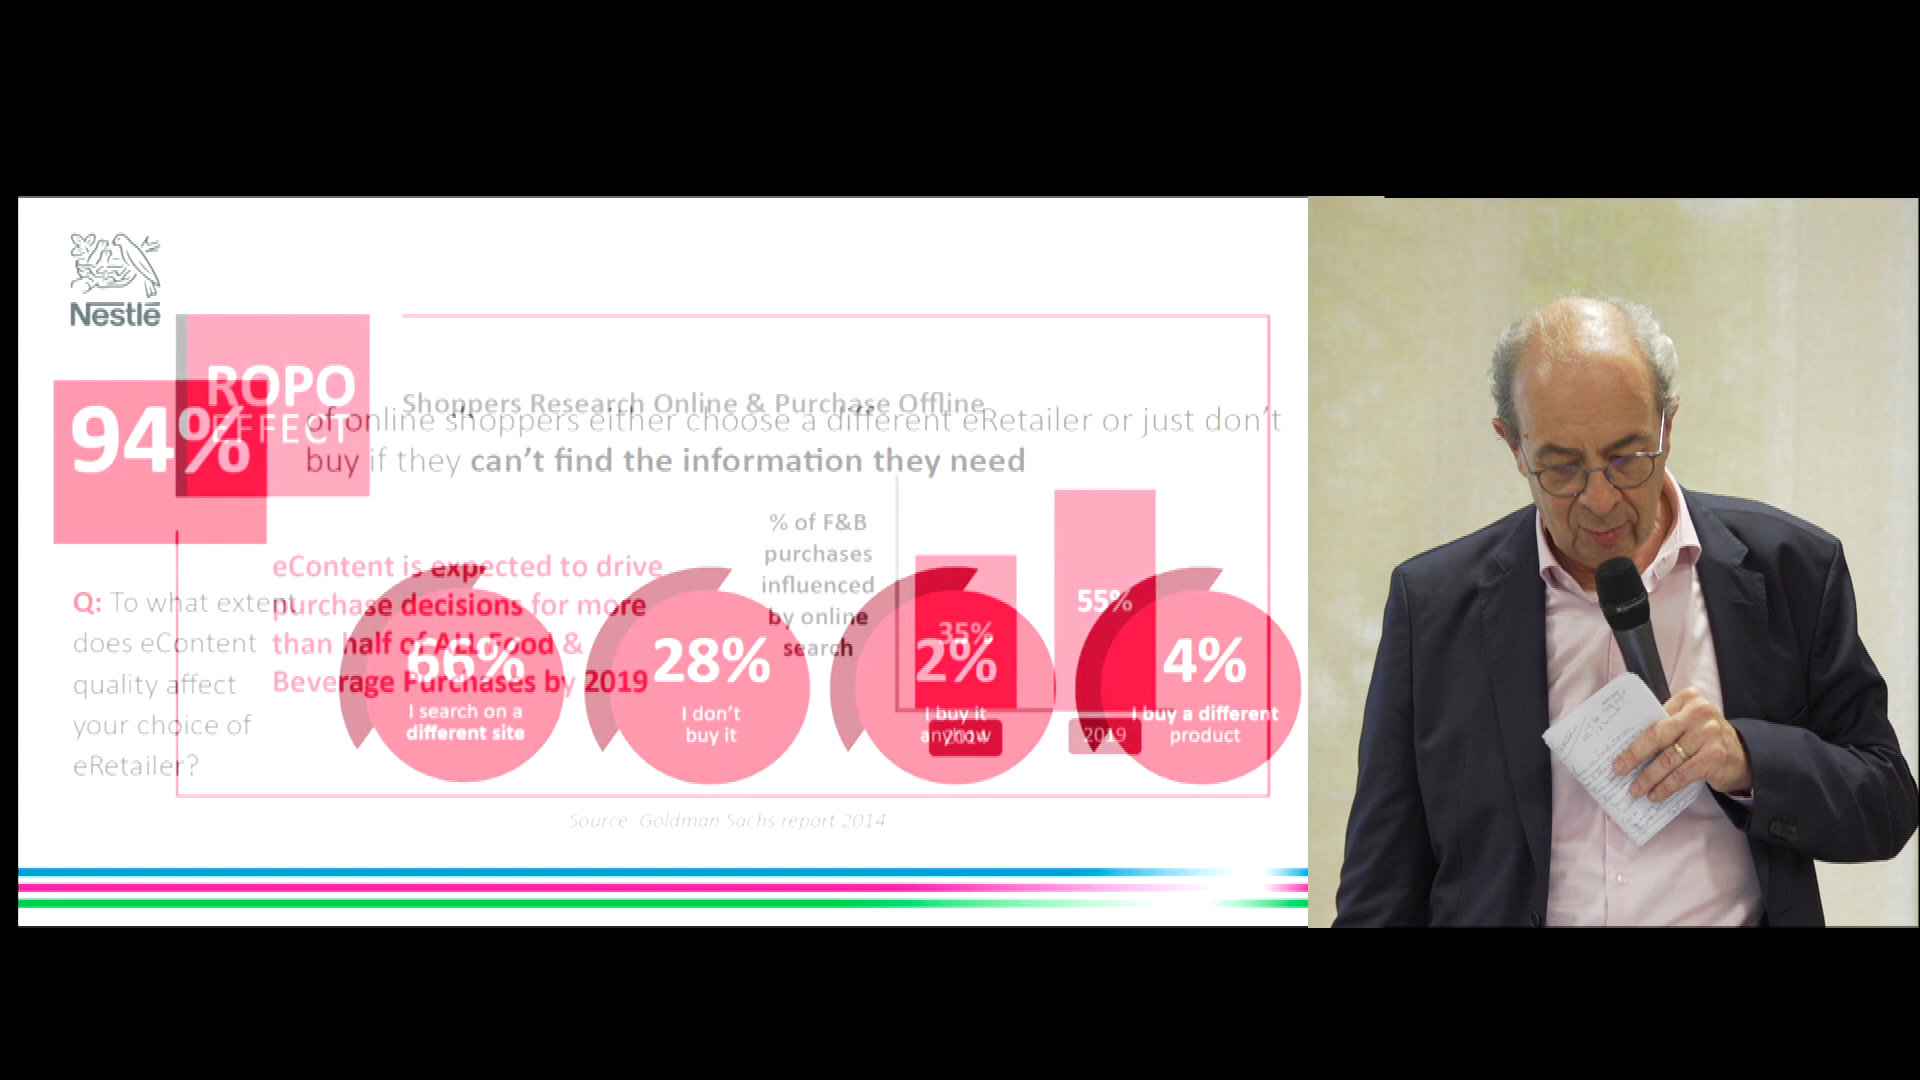 Nestlé
94%
of online shoppers either choose a different eRetailer or just don't
buy if they can't find the information they need
Q: To what extent
does eContent
quality affect
your choice of
eRetailer?
66%
I search on a
different site
28%
I don't
buy it
2%
I buy it
anyhow
4%
I buy a different
product
ROPO
EFFECT
Shoppers Research Online & Purchase Offline
eContent is expected to drive
purchase decisions for more
than half of ALL Food &
Beverage Purchases by 2019
% of F&B
purchases
influenced
by online
search
35%
55%
2014
2019
Source Goldman Sachs report 2014